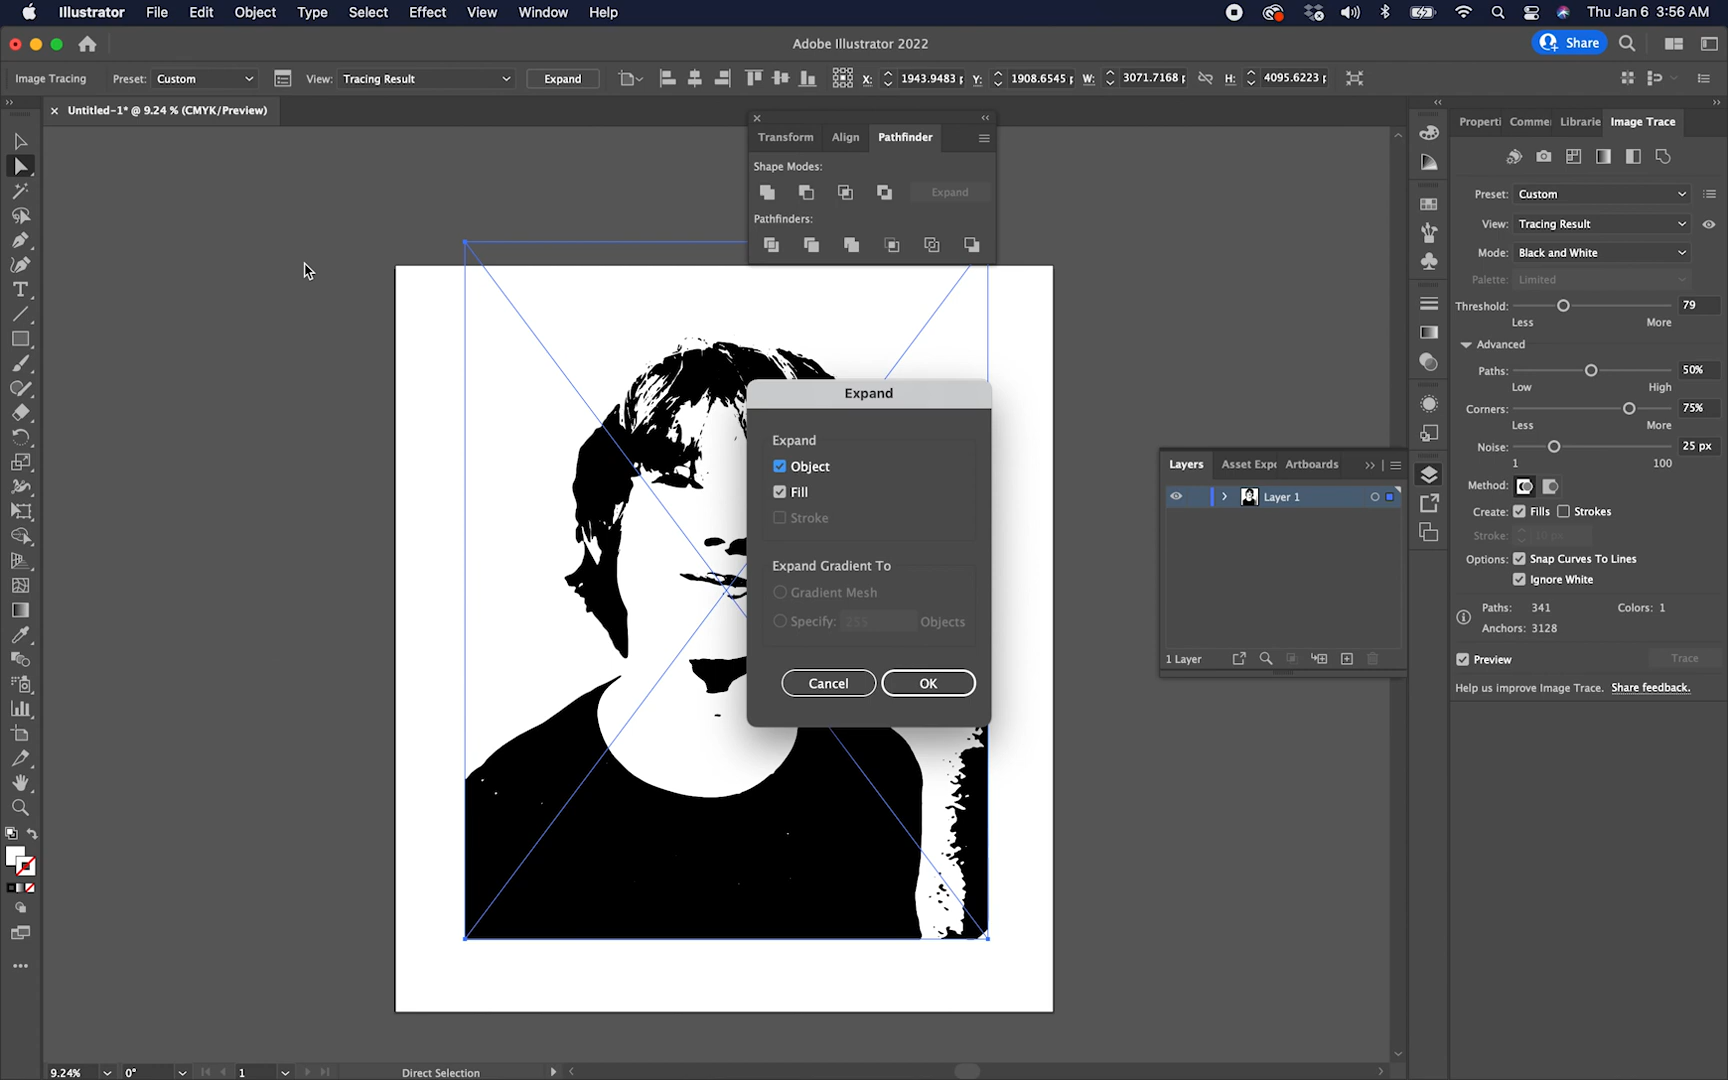 Illustrator File Edit Object Type Select Effect View Window Help Thu Jan 6 3:56 AM
Adobe Illustrator 2022 Share
Image Tracing Preset: Custom View: Tracing Result Expand X: 1943.9483 Y: 1908.6545 W: 3071.7168 H: 4095.6223
Untitled-1* @ 9.24 % (CMYK/Preview)
Transform Align Pathfinder
Shape Modes:
Expand
Pathfinders:
Expand
Expand
Object
Fill
Stroke
Expand Gradient To
Gradient Mesh
Specify: 255 Objects
Cancel OK
Layers Asset Expo Artboards
Layer 1
1 Layer
Properti Comme Librarie Image Trace
Preset: Custom
View: Tracing Result
Mode: Black and White
Palette: Limited
Threshold: 79
Less More
Advanced
Paths: 50%
Low High
Corners: 75%
Less More
Noise: 25 px
1 100
Method:
Create: Fills Strokes
Stroke: 10 px
Options: Snap Curves To Lines
Ignore White
Paths: 341 Colors: 1
Anchors: 3128
Preview Trace
Help us improve Image Trace. Share feedback.
9.24% 0° 1 Direct Selection